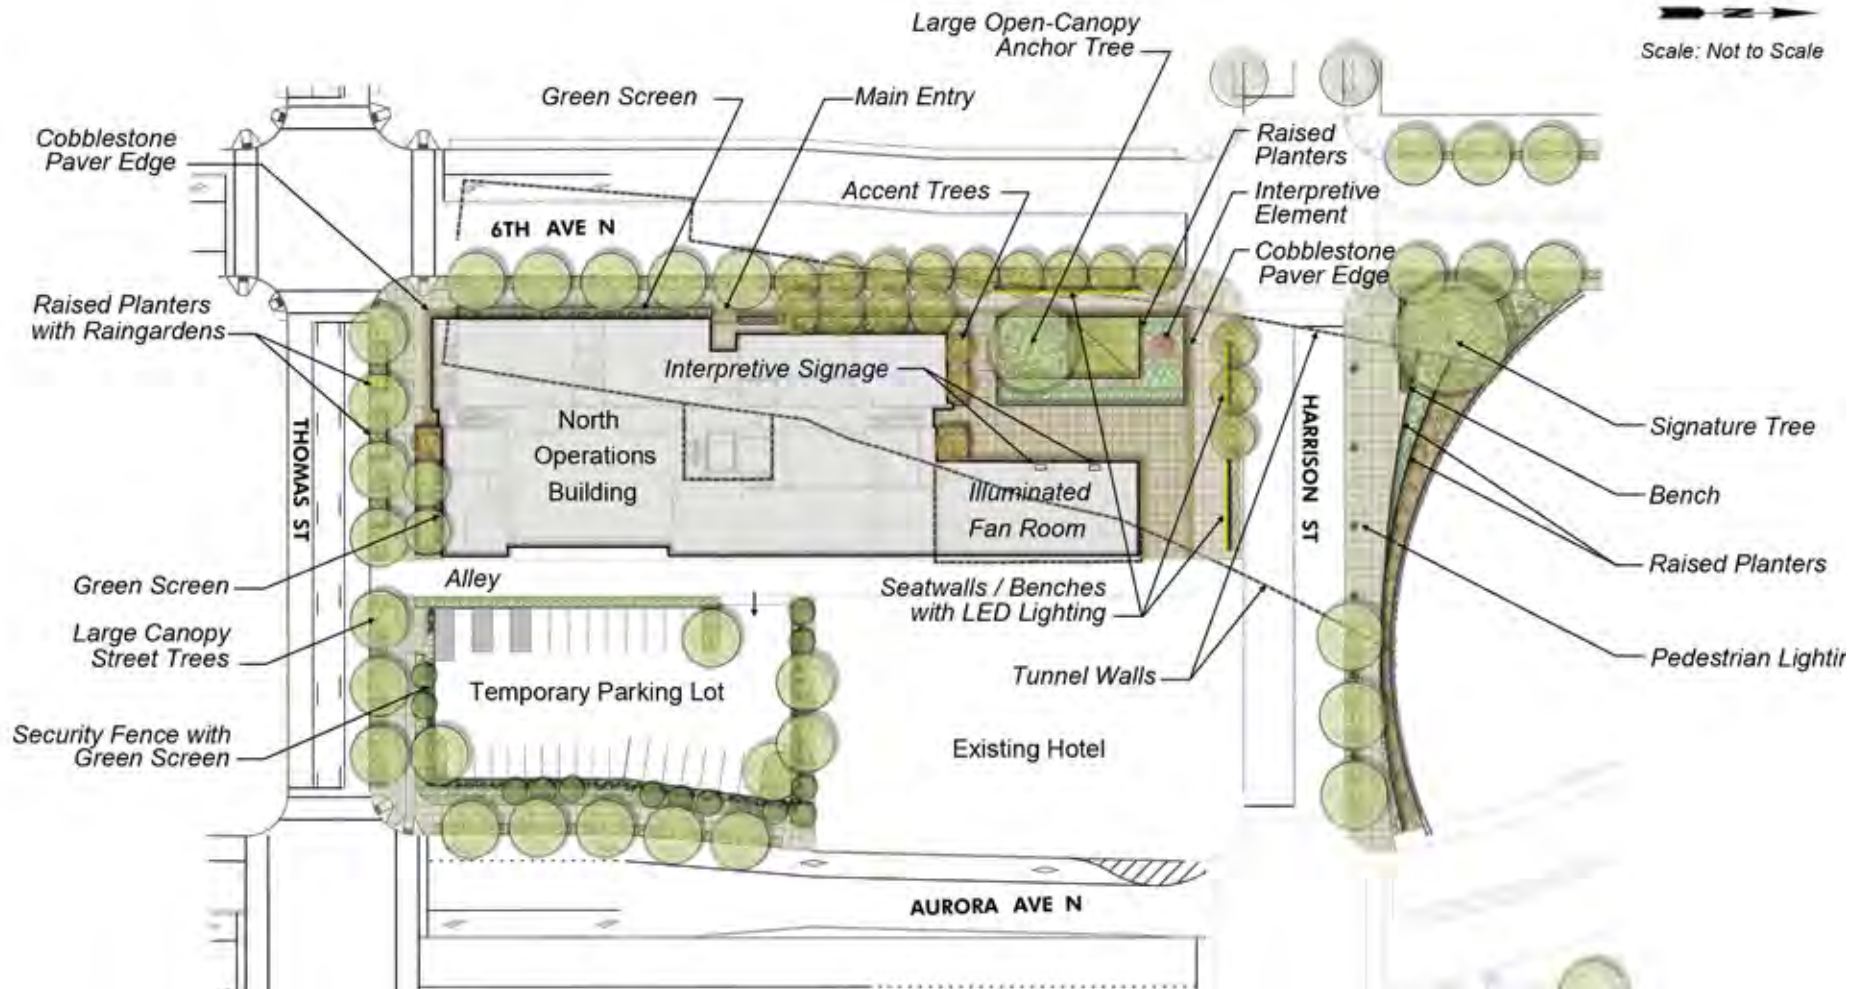 Large Open-Canopy
Anchor Tree
N
Scale: Not to Scale
Green Screen
Main Entry
Cobblestone
Paver Edge
Raised
Planters
Accent Trees
Interpretive
Element
6TH AVE N
Cobblestone
Paver Edge
Raised Planters
with Raingardens
Interpretive Signage
THOMAS ST
North
Operations
Building
HARRISON ST
Signature Tree
Illuminated
Fan Room
Bench
Raised Planters
Green Screen
Alley
Seatwalls / Benches
with LED Lighting
Large Canopy
Street Trees
Tunnel Walls
Pedestrian Lightin
Temporary Parking Lot
Security Fence with
Green Screen
Existing Hotel
AURORA AVE N